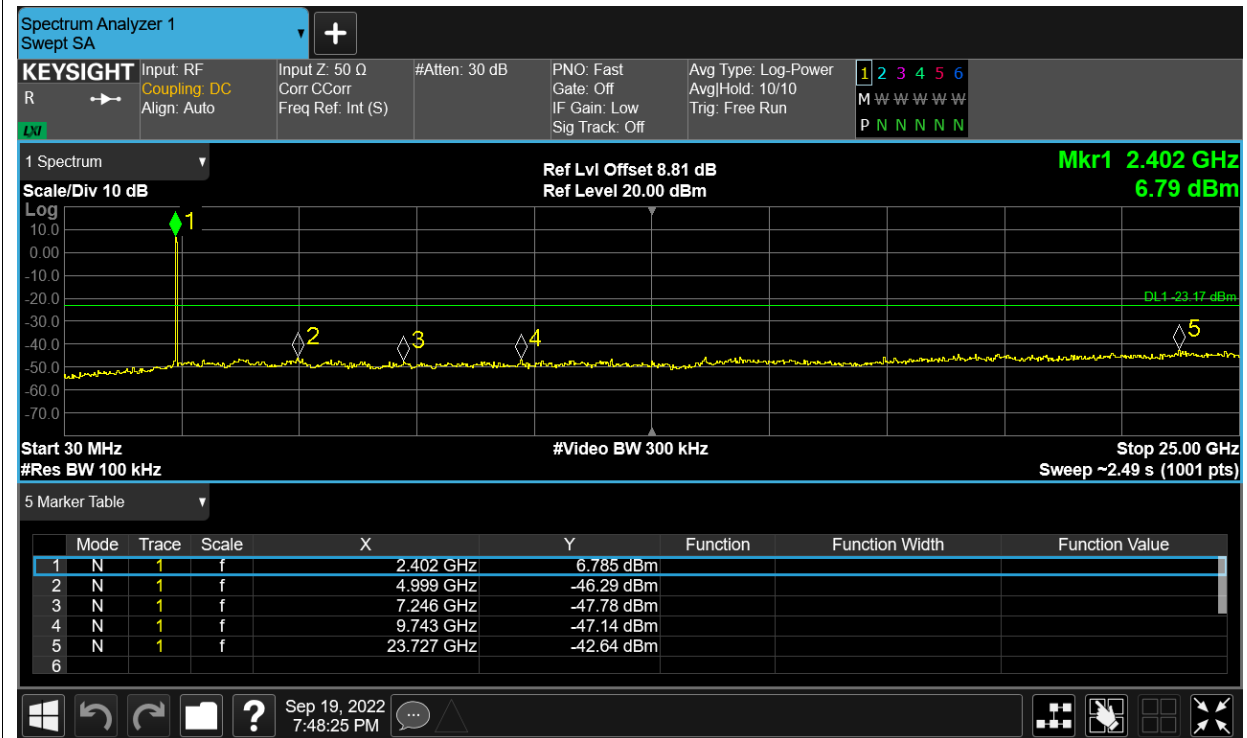 Spectrum Analyzer 1
Swept SA
+
KEYSIGHT Input: RF Input Z: 50 Ω #Atten: 30 dB PNO: Fast Avg Type: Log-Power 1 2 3 4 5 6
R Coupling: DC Corr CCorr Gate: Off Avg|Hold: 10/10 M W W W W W
Align: Auto Freq Ref: Int (S) IF Gain: Low Trig: Free Run
LXI Sig Track: Off P N N N N N
1 Spectrum Ref Lvl Offset 8.81 dB Mkr1 2.402 GHz
Scale/Div 10 dB Ref Level 20.00 dBm 6.79 dBm
Log
1
10.0
0.00
-10.0
-20.0 DL1 -23.17 dBm
-30.0
2 3 4 5
-40.0
-50.0
-60.0
-70.0
Start 30 MHz #Video BW 300 kHz Stop 25.00 GHz
#Res BW 100 kHz Sweep ~2.49 s (1001 pts)
5 Marker Table
Mode Trace Scale X Y Function Function Width Function Value
1 N 1 f 2.402 GHz 6.785 dBm
2 N 1 f 4.999 GHz -46.29 dBm
3 N 1 f 7.246 GHz -47.78 dBm
4 N 1 f 9.743 GHz -47.14 dBm
5 N 1 f 23.727 GHz -42.64 dBm
6
? Sep 19, 2022
7:48:25 PM